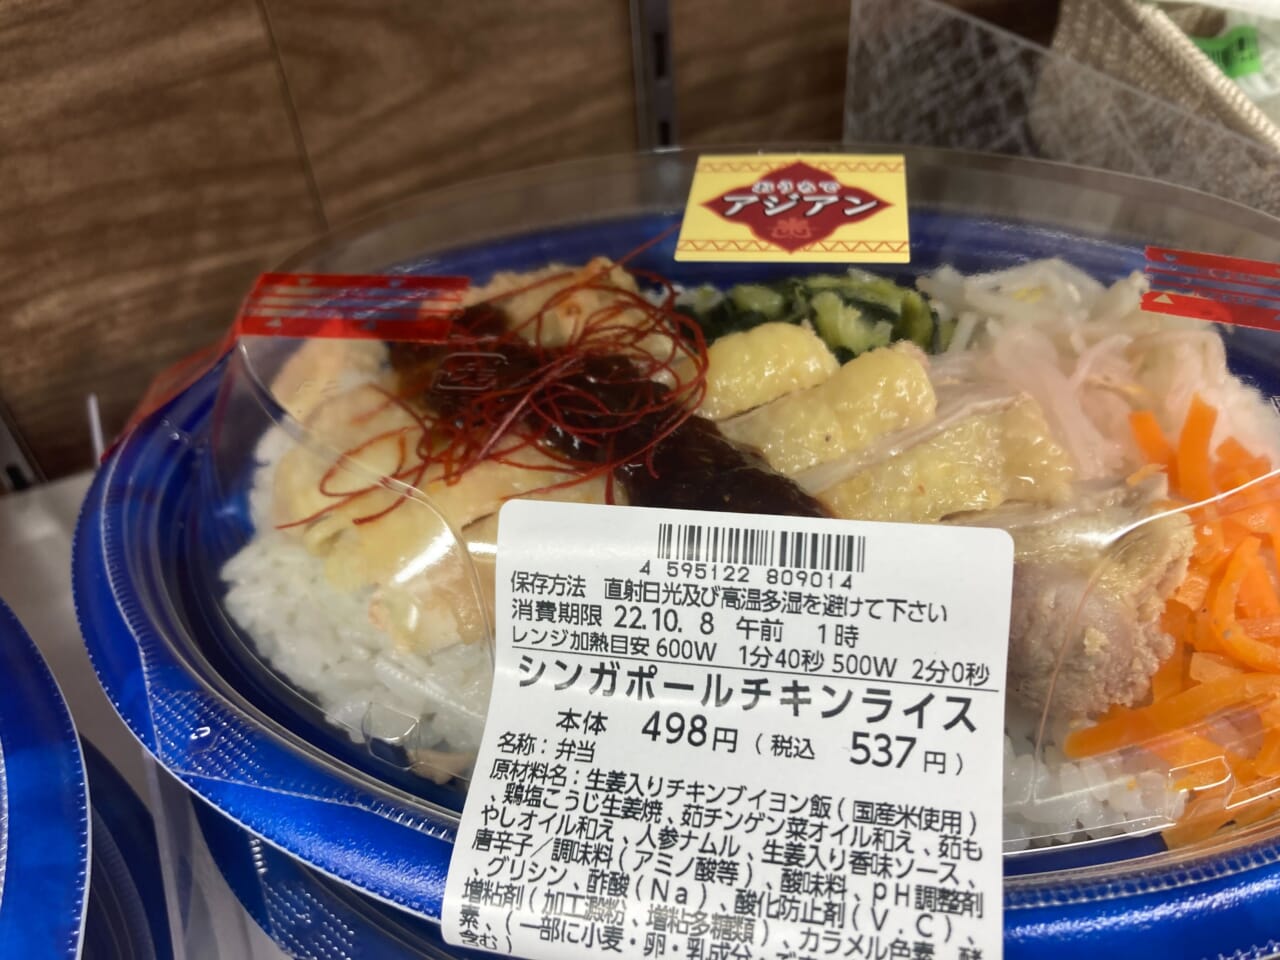 おうちで
アジアン
4 595122 809014
保存方法 直射日光及び高温多湿を避けて下さい
消費期限 22.10. 8 午前 1時
レンジ加熱目安 600W 1分40秒 500W 2分0秒
シンガポールチキンライス
本体 498円 (税込 537円)
名称:弁当
原材料名:生姜入りチキンブイヨン飯(国産米使用)
、鶏塩こうじ生姜焼、茹チンゲン菜オイル和え、茹も
やしオイル和え、人参ナムル、生姜入り香味ソース、
唐辛子/調味料(アミノ酸等)、酸味料、pH調整剤
、グリシン、酢酸(Na)、酸化防止剤(V.C)、
増粘剤(加工澱粉、増粘多糖類)、カラメル色素、酵
素、(一部に小麦・卵・乳成分・ご
含む)